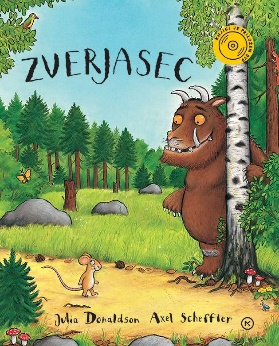 ZVERJASEC
Julia Donaldson Axel Scheffler
K